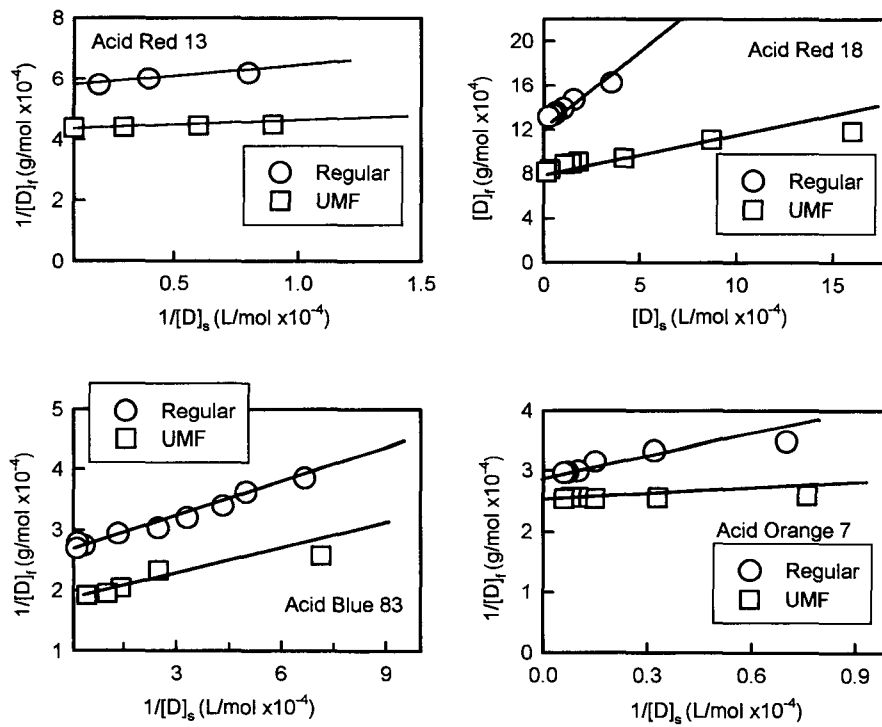 Acid Red 13
1/[D]f (g/mol x10-4)
8
6
4
2
0
Regular
UMF
0.6
1.0
1.5
1/[D]s (L/mol x10-4)
Acid Red 18
[D]f (g/mol x104)
20
16
12
8
4
0
Regular
UMF
0
5
10
15
[D]s (L/mol x10-4)
Regular
UMF
1/[D]f (g/mol x10-4)
5
4
3
2
1
Acid Blue 83
3
6
9
1/[D]s (L/mol x10-4)
1/[D]f (g/mol x10-4)
4
3
2
1
0
Acid Orange 7
Regular
UMF
0.0
0.3
0.6
0.9
1/[D]s (L/mol x10-4)